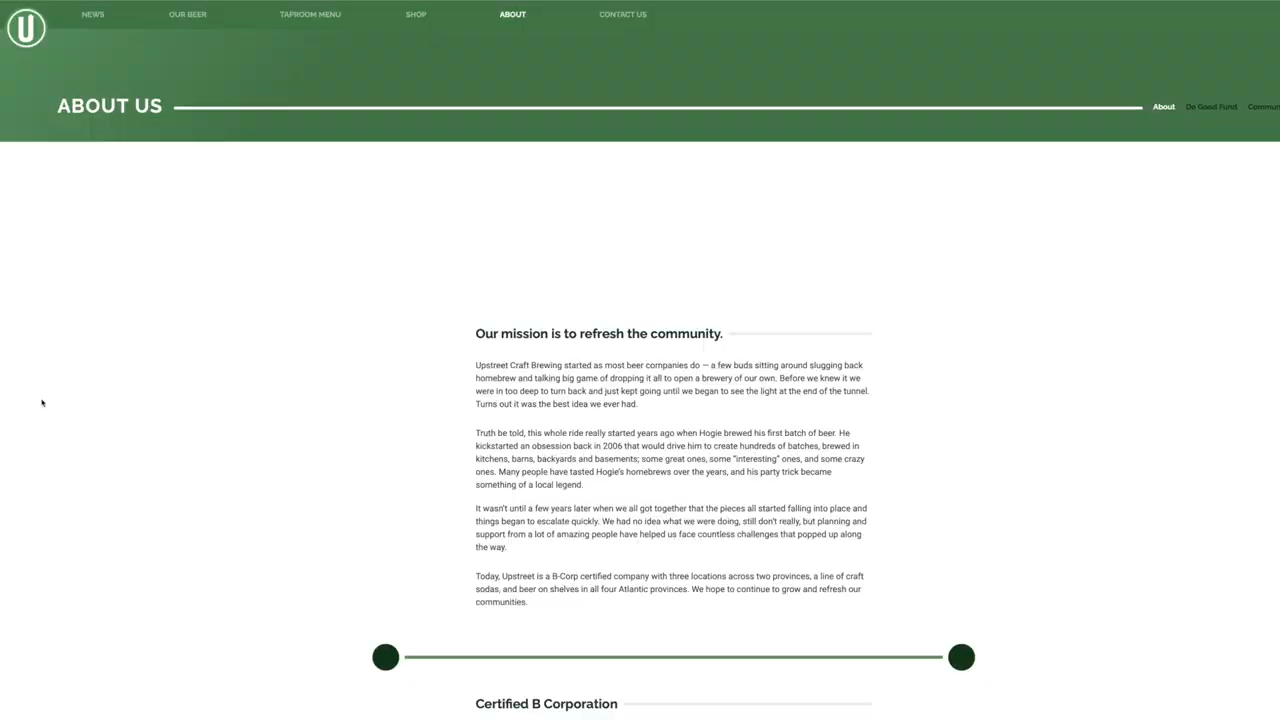 U
NEWS OUR BEER TAPROOM MENU SHOP ABOUT CONTACT US
ABOUT US
About Do Good Fund
Our mission is to refresh the community.
Upstreet Craft Brewing started as most beer companies do — a few buds sitting around slugging back
homebrew and talking big game of dropping it all to open a brewery of our own. Before we knew it we
were in too deep to turn back and just kept going until we began to see the light at the end of the tunnel.
Turns out it was the best idea we ever had.
Truth be told, this whole ride really started years ago when Hogie brewed his first batch of beer. He
kickstarted an obsession back in 2006 that would drive him to create hundreds of batches, brewed in
kitchens, barns, backyards and basements; some great ones, some "interesting" ones, and some crazy
ones. Many people have tasted Hogie's homebrews over the years, and his party trick became
something of a local legend.
It wasn't until a few years later when we all got together that the pieces all started falling into place and
things began to escalate quickly. We had no idea what we were doing, still don't really, but planning and
support from a lot of amazing people have helped us face countless challenges that popped up along
the way.
Today, Upstreet is a B-Corp certified company with three locations across two provinces, a line of craft
sodas, and beer on shelves in all four Atlantic provinces. We hope to continue to grow and refresh our
communities.
Certified B Corporation